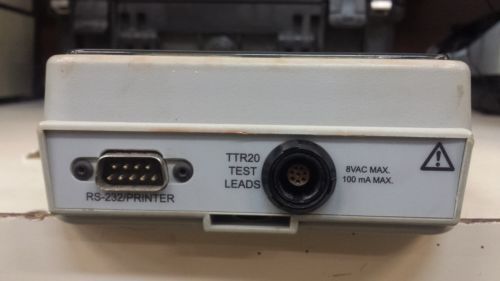 RS-232/PRINTER
TTR20
TEST
LEADS
8VAC MAX.
100 mA MAX.